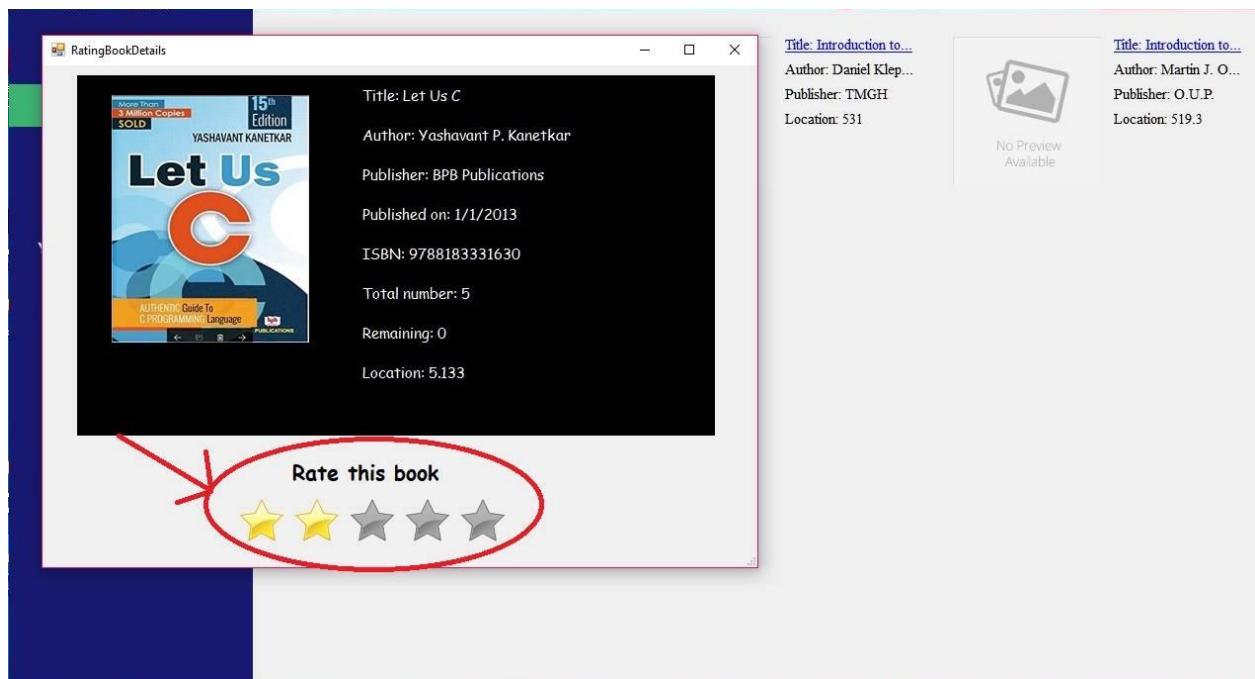 RatingBookDetails
More Than
3 Million Copies
SOLD
15th
Edition
YASHAVANT KANETKAR
Let Us
C
AUTHENTIC Guide To
C PROGRAMMING Language
PUBLICATIONS
Title: Let Us C
Author: Yashavant P. Kanetkar
Publisher: BPB Publications
Published on: 1/1/2013
ISBN: 9788183331630
Total number: 5
Remaining: 0
Location: 5.133
Rate this book
Title: Introduction to...
Author: Daniel Klep...
Publisher: TMGH
Location: 531
No Preview
Available
Title: Introduction to...
Author: Martin J. O...
Publisher: O.U.P.
Location: 519.3